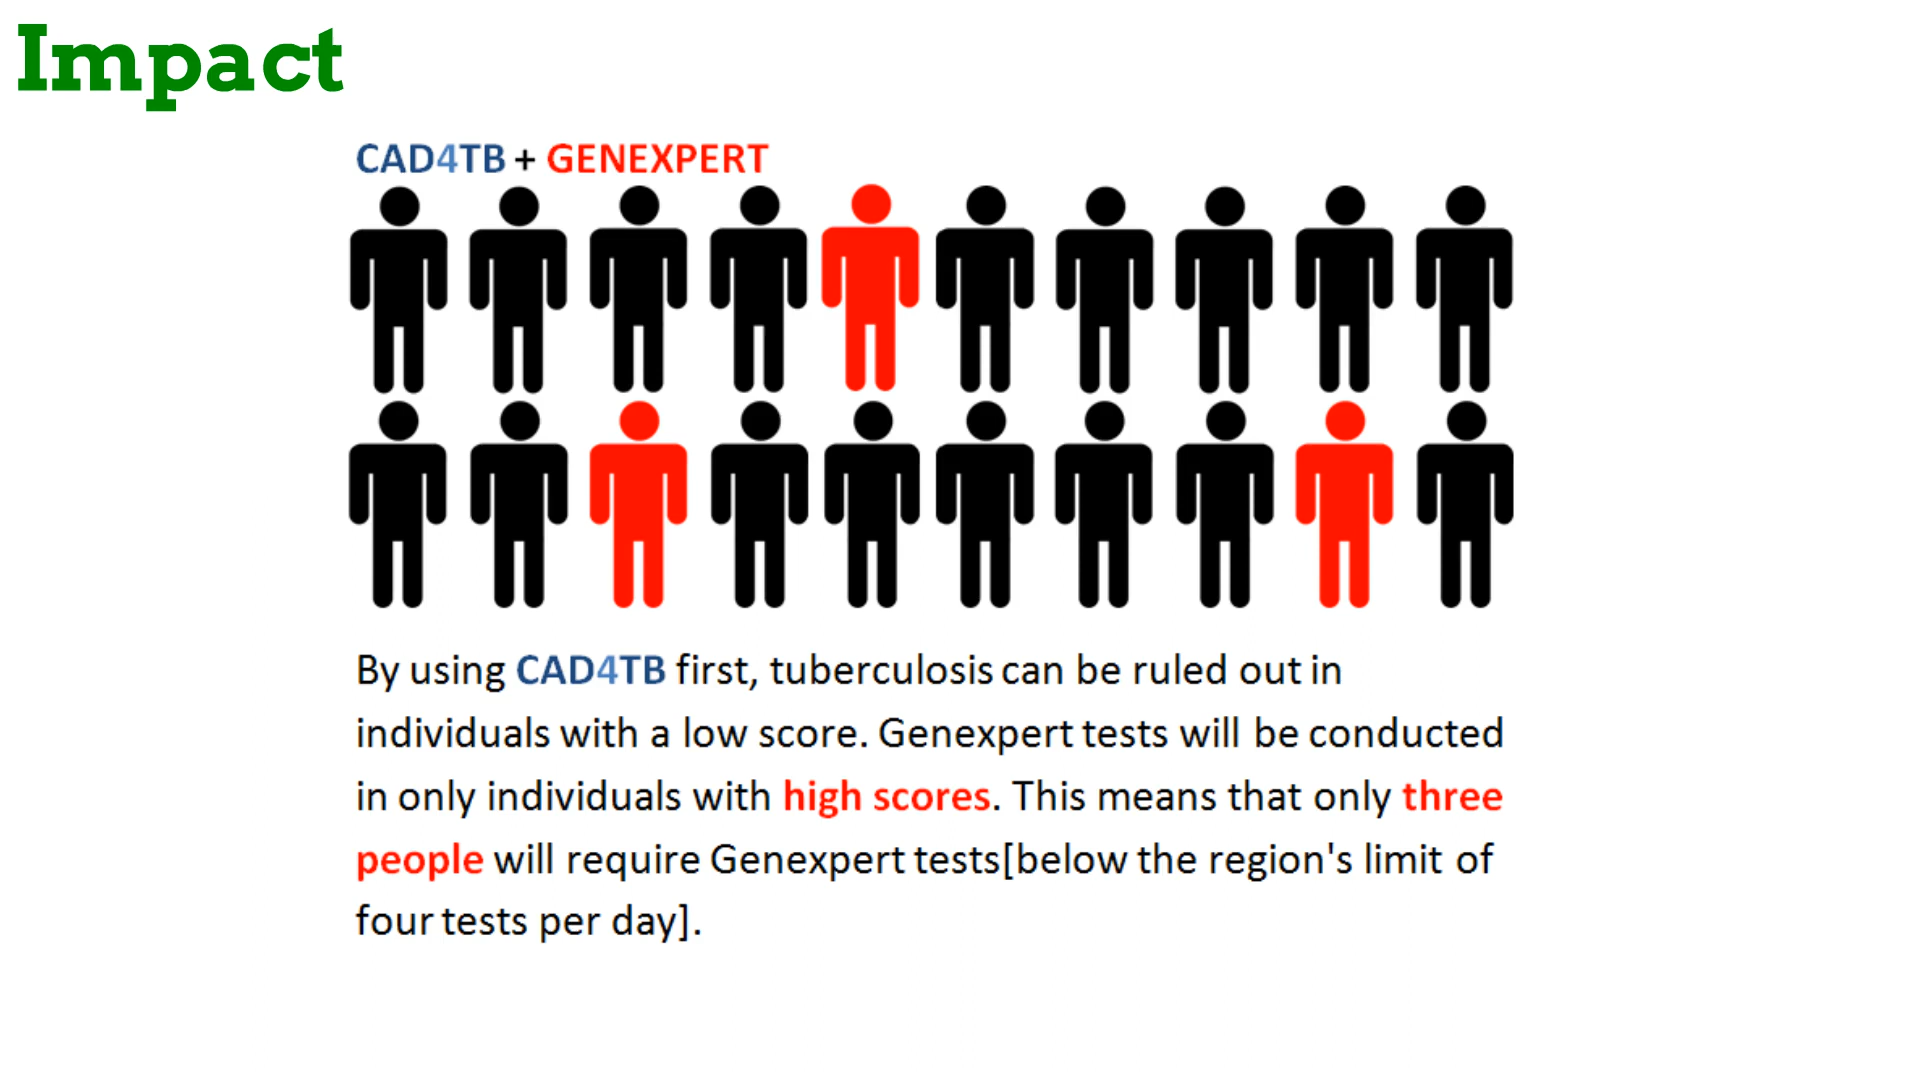 Impact
CAD4TB + GENEXPERT
By using CAD4TB first, tuberculosis can be ruled out in
individuals with a low score. Genexpert tests will be conducted
in only individuals with high scores. This means that only three
people will require Genexpert tests[below the region's limit of
four tests per day].